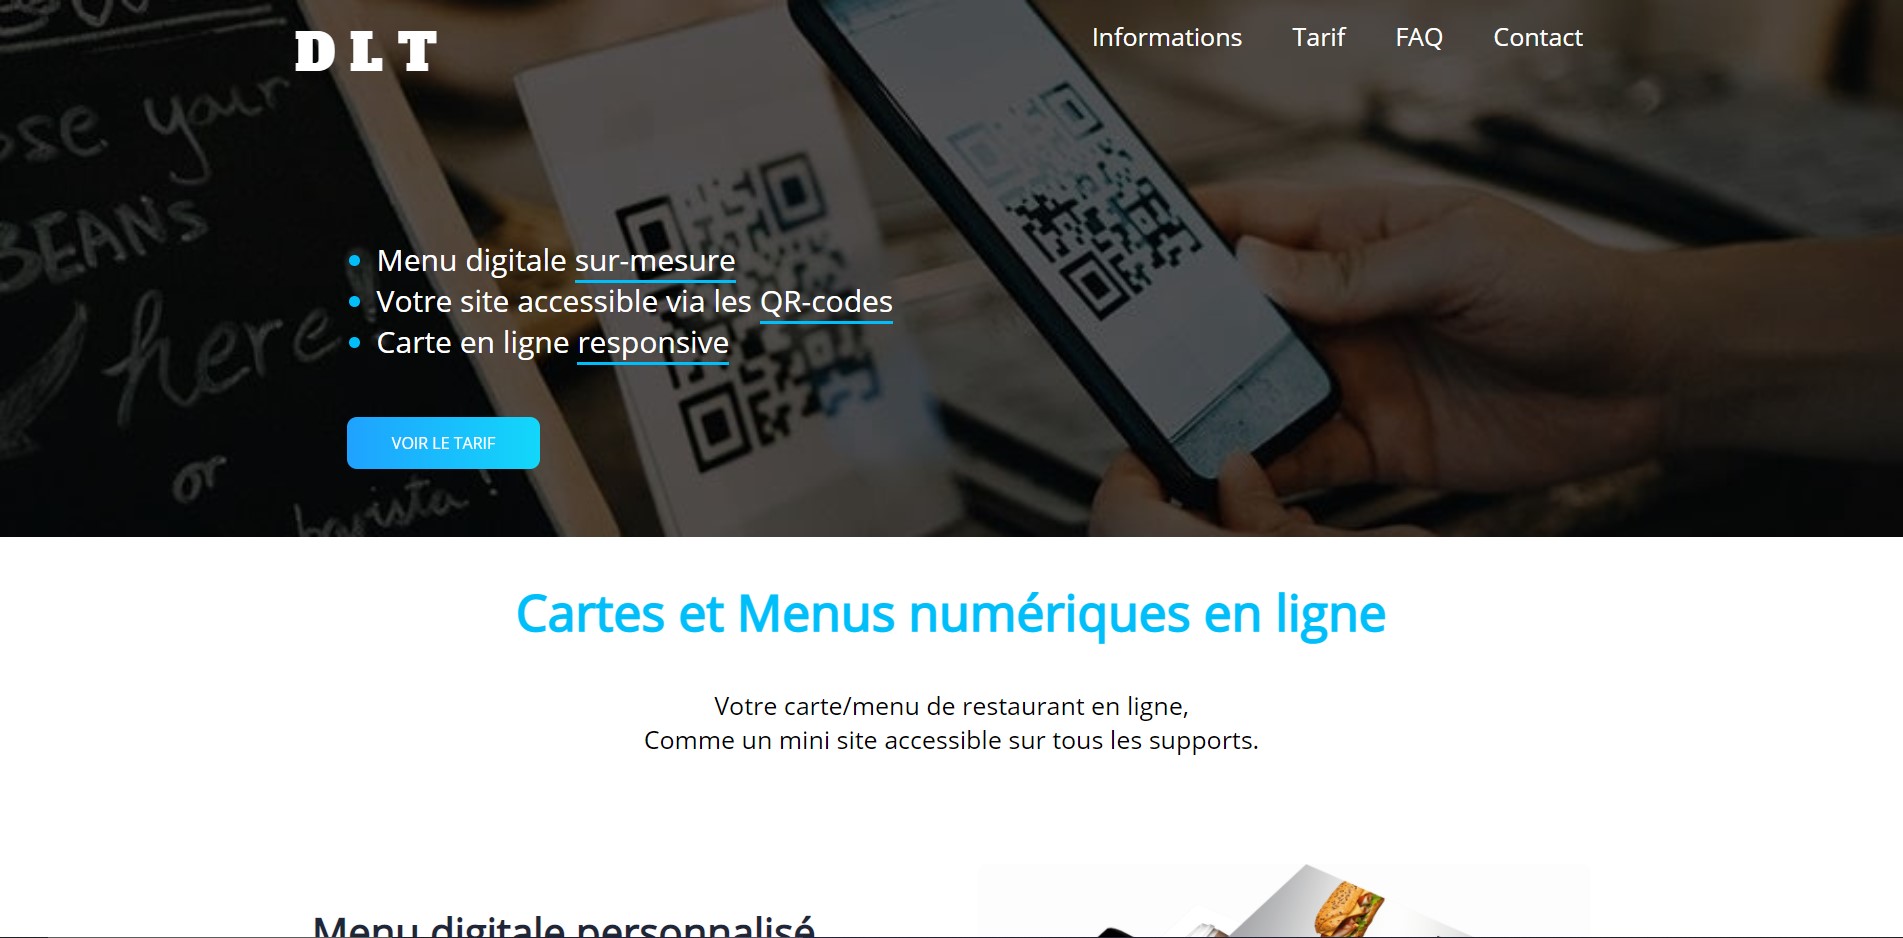 D L T
Informations
Tarif
FAQ
Contact
your
BEANS
here!
or
barista!
Menu digitale sur-mesure
Votre site accessible via les QR-codes
Carte en ligne responsive
VOIR LE TARIF
Cartes et Menus numériques en ligne
Votre carte/menu de restaurant en ligne,
Comme un mini site accessible sur tous les supports.
Menu digitale personnalisé